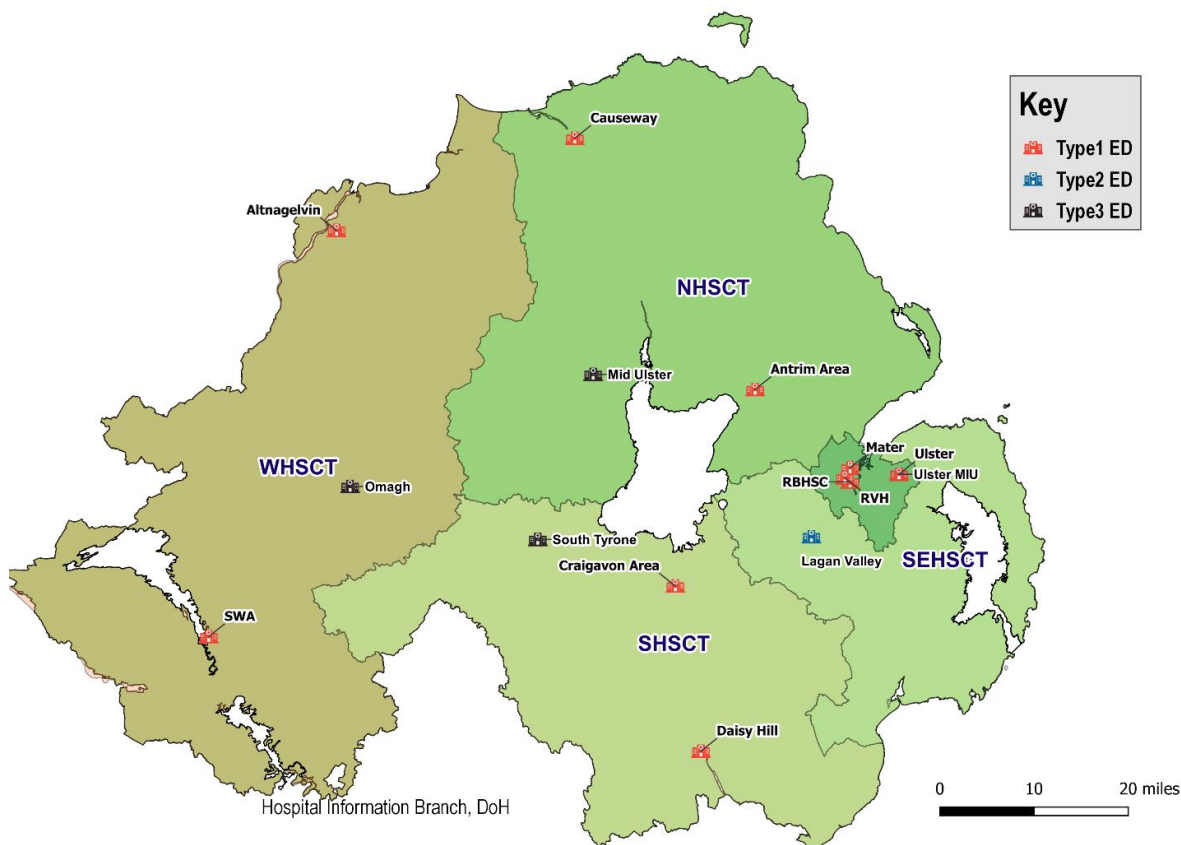 Causeway
Key
Type1 ED
Type2 ED
Type3 ED
Altnagelvin
NHSCT
Mid Ulster
Antrim Area
WHSCT
Mater
Ulster
Omagh
RBHSC
RVH
Ulster MIU
South Tyrone
Lagan Valley
SEHSCT
Craigavon Area
SWA
SHSCT
Daisy Hill
Hospital Information Branch, DoH
0 10 20 miles